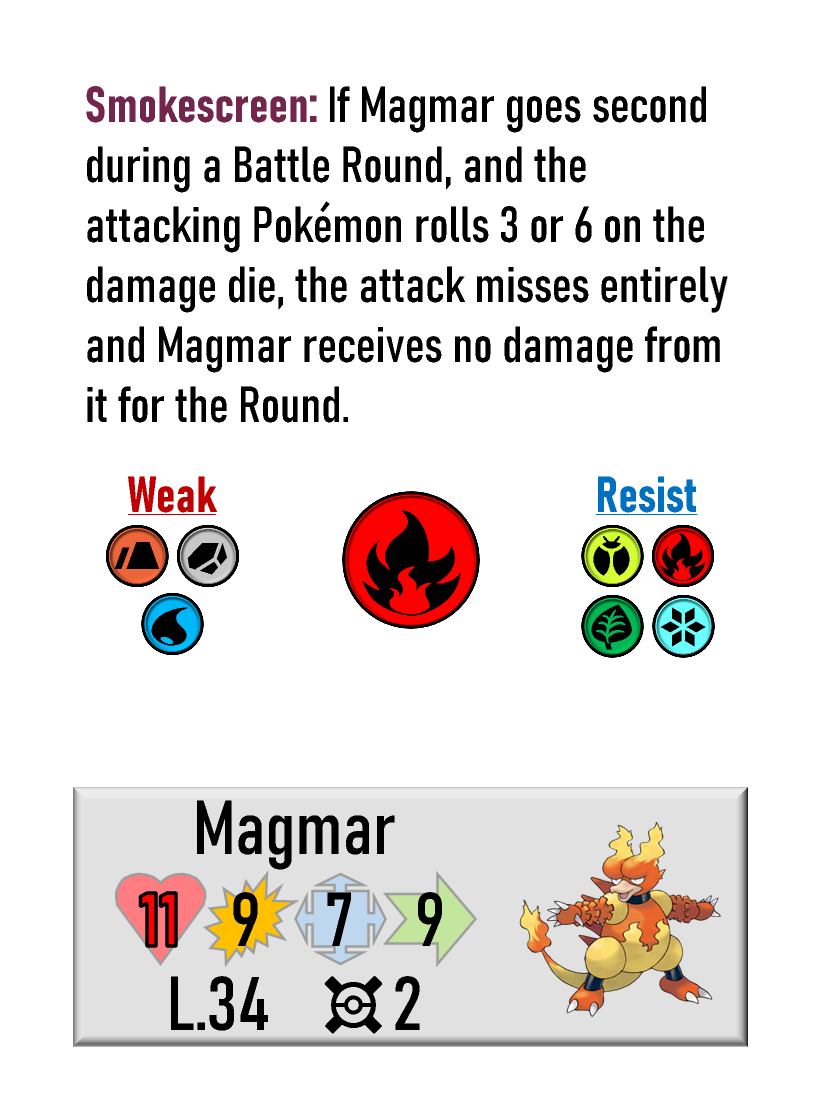 Smokescreen: If Magmar goes second
during a Battle Round, and the
attacking Pokémon rolls 3 or 6 on the
damage die, the attack misses entirely
and Magmar receives no damage from
it for the Round.
Weak
Resist
Magmar
11 9 7 9
L.34 2